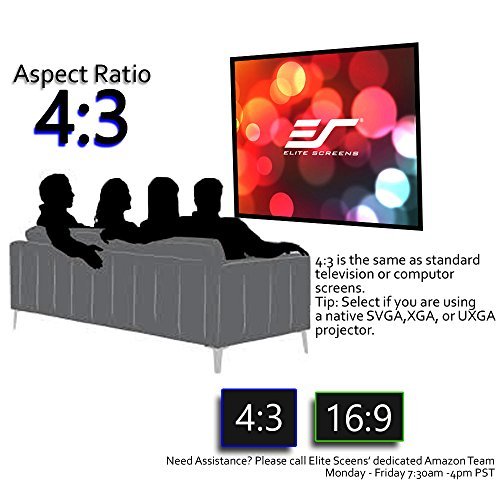 Aspect Ratio
4:3
ES
ELITE SCREENS
4:3 is the same as standard
television or computor
screens.
Tip: Select if you are using
a native SVGA,XGA, or UXGA
projector.
4:3
16:9
Need Assistance? Please call Elite Sceens' dedicated Amazon Team
Monday - Friday 7:30am -4pm PST